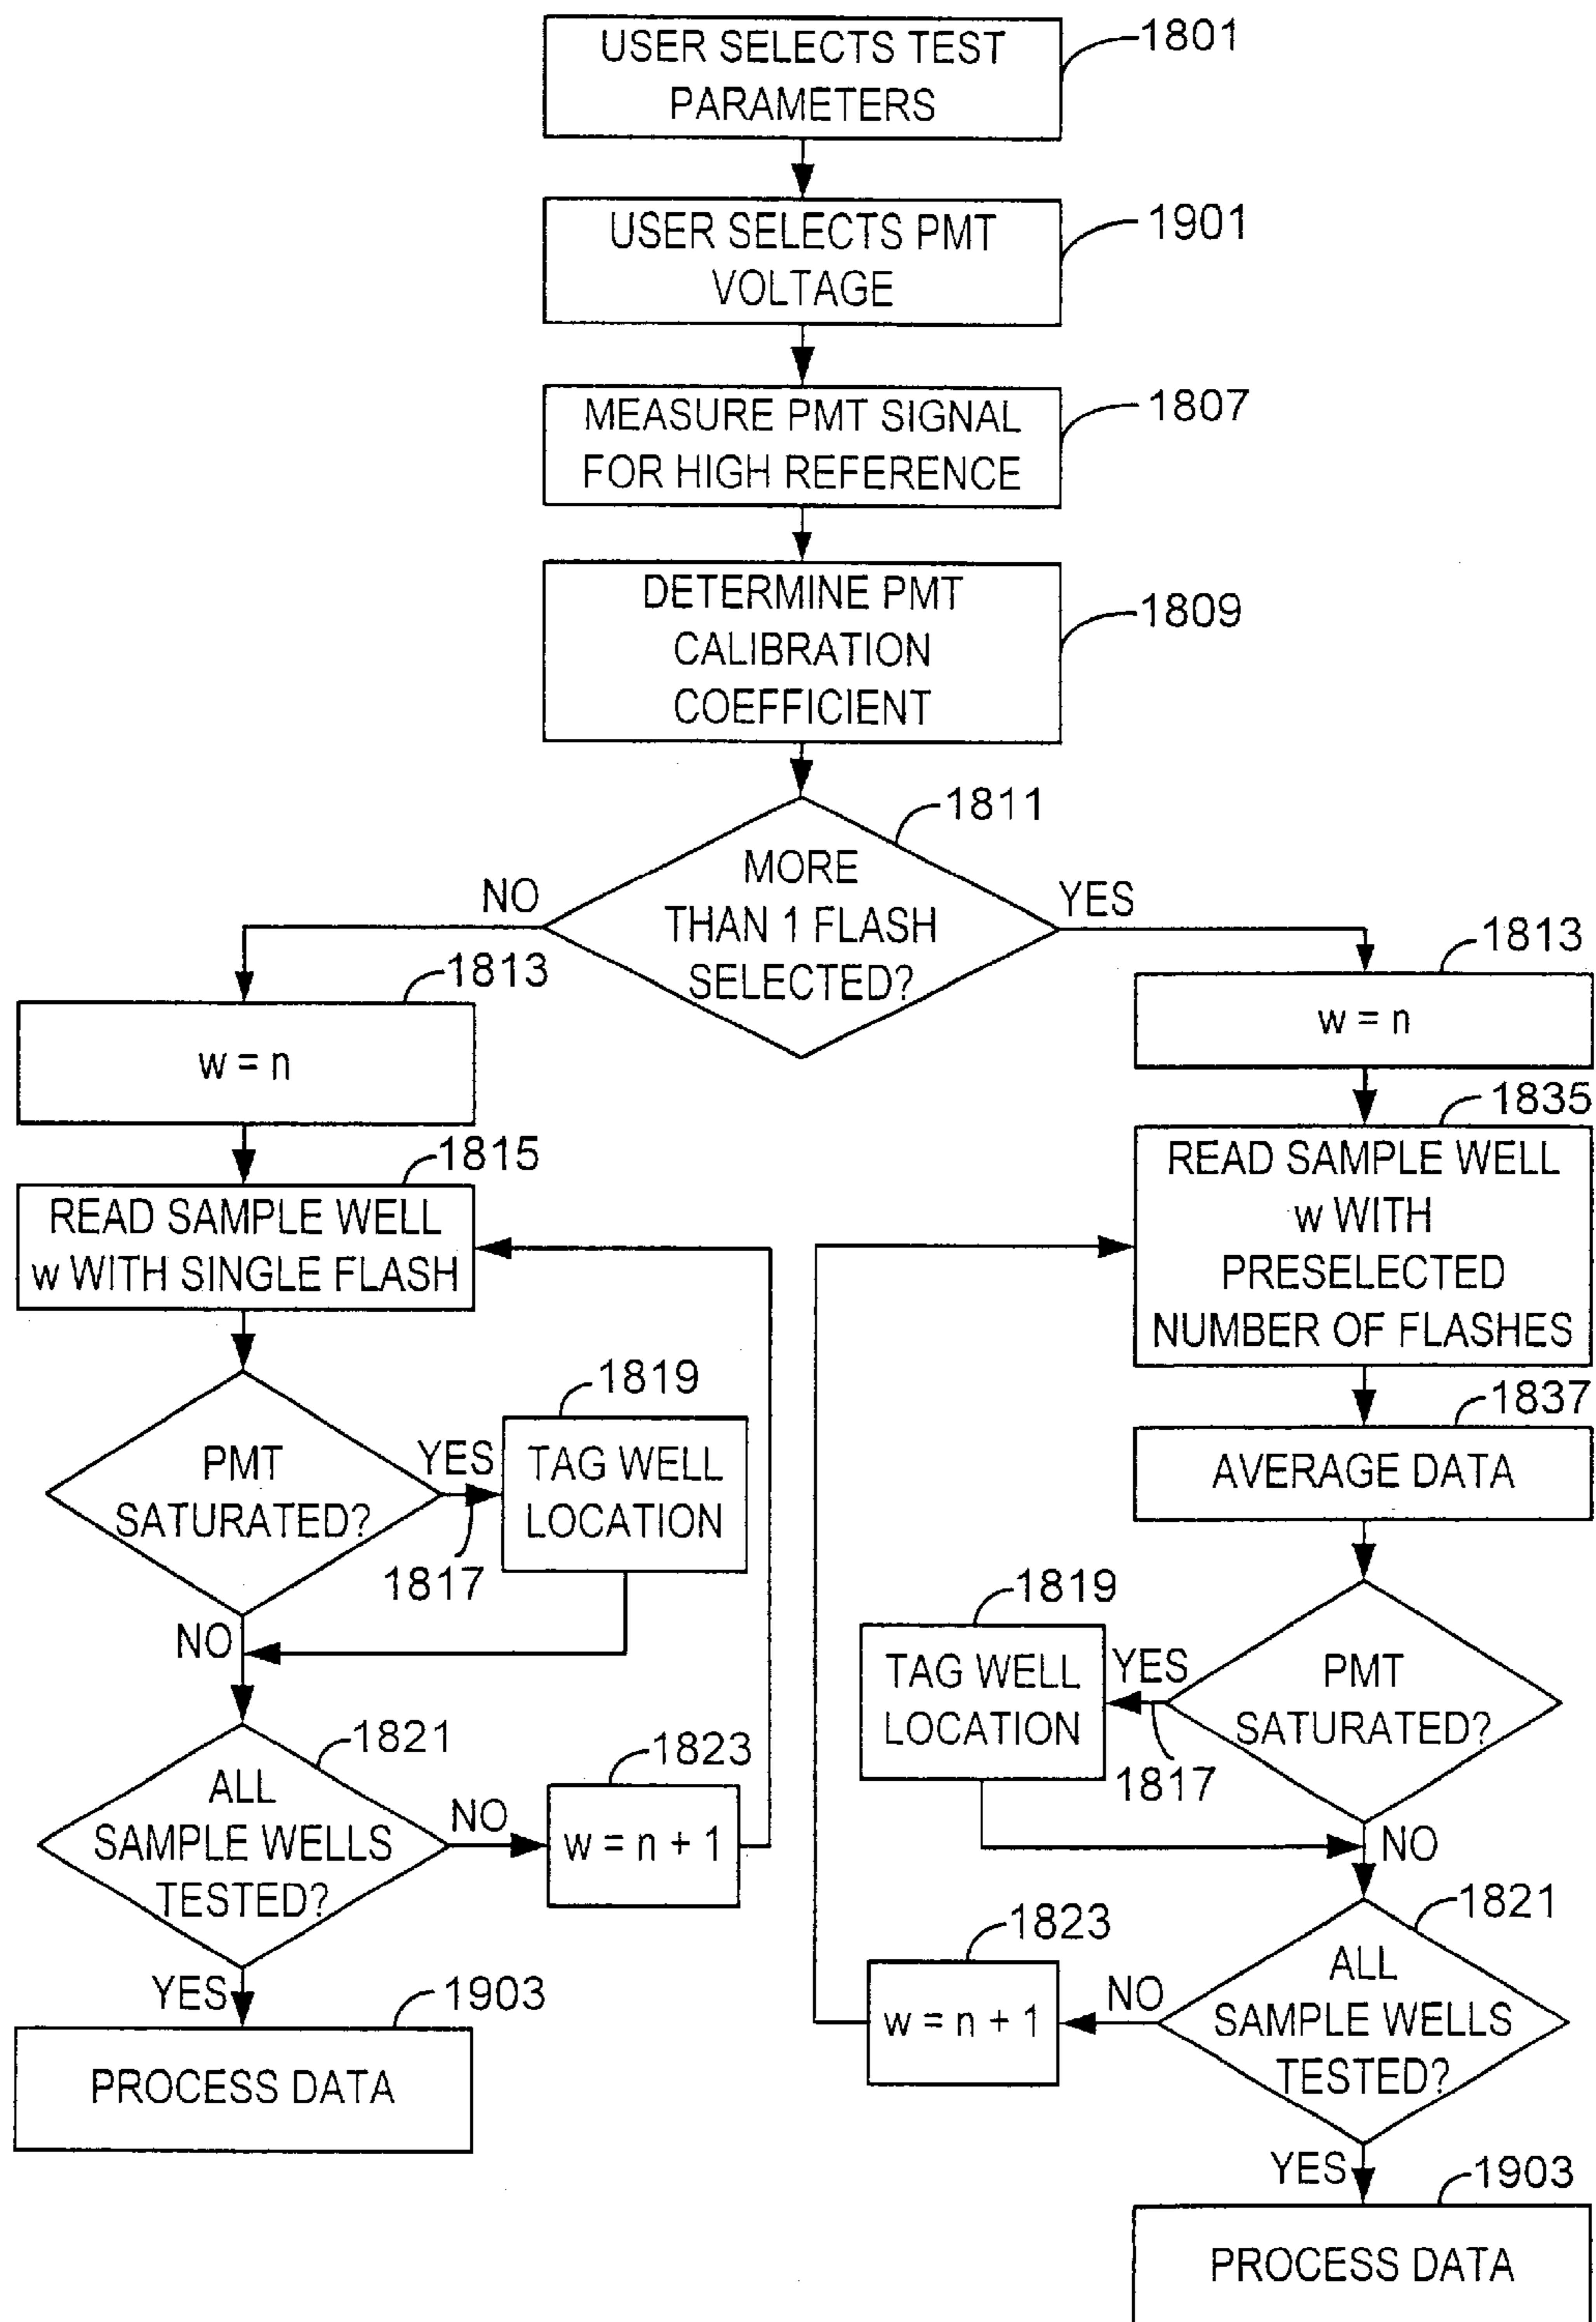 USER SELECTS TEST
PARAMETERS
1801
USER SELECTS PMT
VOLTAGE
1901
MEASURE PMT SIGNAL
FOR HIGH REFERENCE
1807
DETERMINE PMT
CALIBRATION
COEFFICIENT
1809
1811
MORE
THAN 1 FLASH
SELECTED?
NO
YES
1813
w = n
1815
READ SAMPLE WELL
w WITH SINGLE FLASH
PMT
SATURATED?
YES
1817
1819
TAG WELL
LOCATION
NO
1821
ALL
SAMPLE WELLS
TESTED?
NO
1823
w = n + 1
YES
1903
PROCESS DATA
1813
w = n
1835
READ SAMPLE WELL
w WITH
PRESELECTED
NUMBER OF FLASHES
1837
AVERAGE DATA
PMT
SATURATED?
YES
1817
1819
TAG WELL
LOCATION
NO
1821
ALL
SAMPLE WELLS
TESTED?
NO
1823
w = n + 1
YES
1903
PROCESS DATA